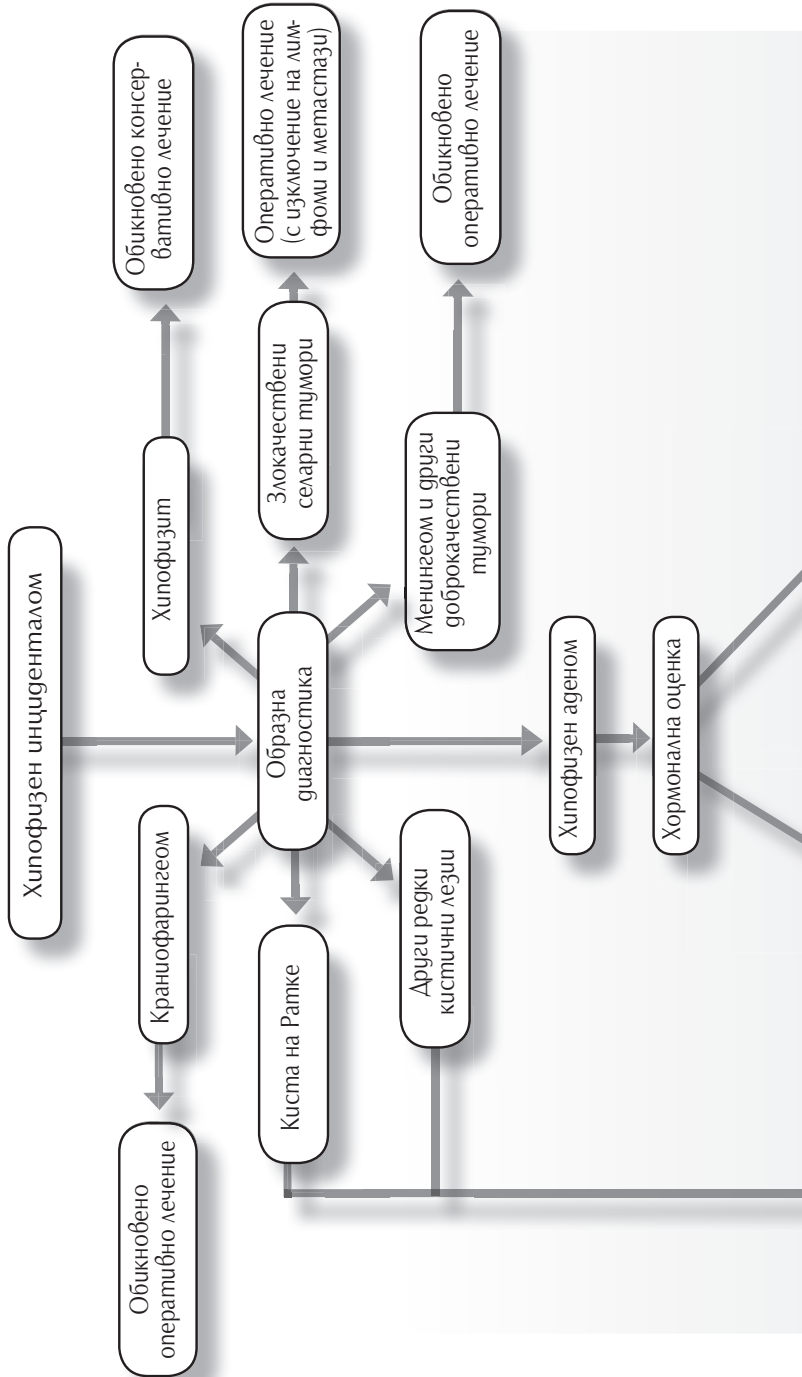 Хипофизен инциденталом
Обикновено
оперативно лечение
Краниофарингеом
Хипофизит
Обикновено консер-
вативно лечение
Киста на Ратке
Образна
диагностика
Злокачествени
селарни тумори
Оперативно лечение
(с изключение на лим-
фоми и метастази)
Други редки
кистични лезии
Менингеом и други
доброкачествени
тумори
Обикновено
оперативно лечение
Хипофизен аденом
Хормонална оценка